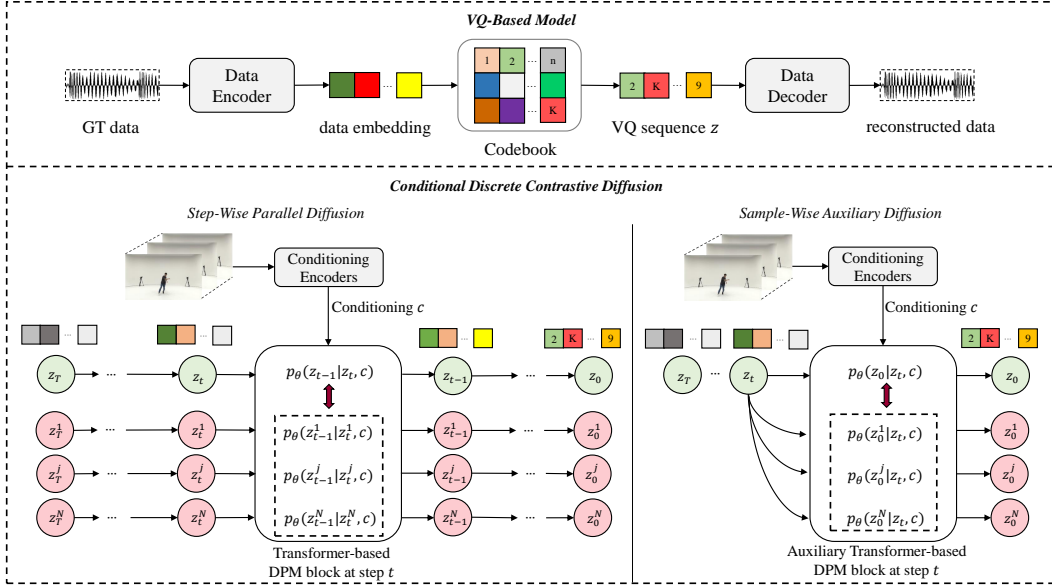 VQ-Based Model
1 2 ... n
K
Data
Encoder
...
2 K ... 9
Data
Decoder
GT data
data embedding
Codebook
VQ sequence z
reconstructed data
Conditional Discrete Contrastive Diffusion
Step-Wise Parallel Diffusion
Conditioning
Encoders
Conditioning c
...
...
...
2 K ... 9
z_T ... z_t
p_θ(z_{t-1}|z_t, c)
z_{t-1} ... z_0
z_T^1 ... z_t^1
p_θ(z_{t-1}^1|z_t^1, c)
z_{t-1}^1 ... z_0^1
z_T^j ... z_t^j
p_θ(z_{t-1}^j|z_t^j, c)
z_{t-1}^j ... z_0^j
z_T^N ... z_t^N
p_θ(z_{t-1}^N|z_t^N, c)
z_{t-1}^N ... z_0^N
Transformer-based
DPM block at step t
Sample-Wise Auxiliary Diffusion
Conditioning
Encoders
Conditioning c
...
...
2 K ... 9
z_T ... z_t
p_θ(z_0|z_t, c)
z_0
p_θ(z_0^1|z_t, c)
z_0^1
p_θ(z_0^j|z_t, c)
z_0^j
p_θ(z_0^N|z_t, c)
z_0^N
Auxiliary Transformer-based
DPM block at step t